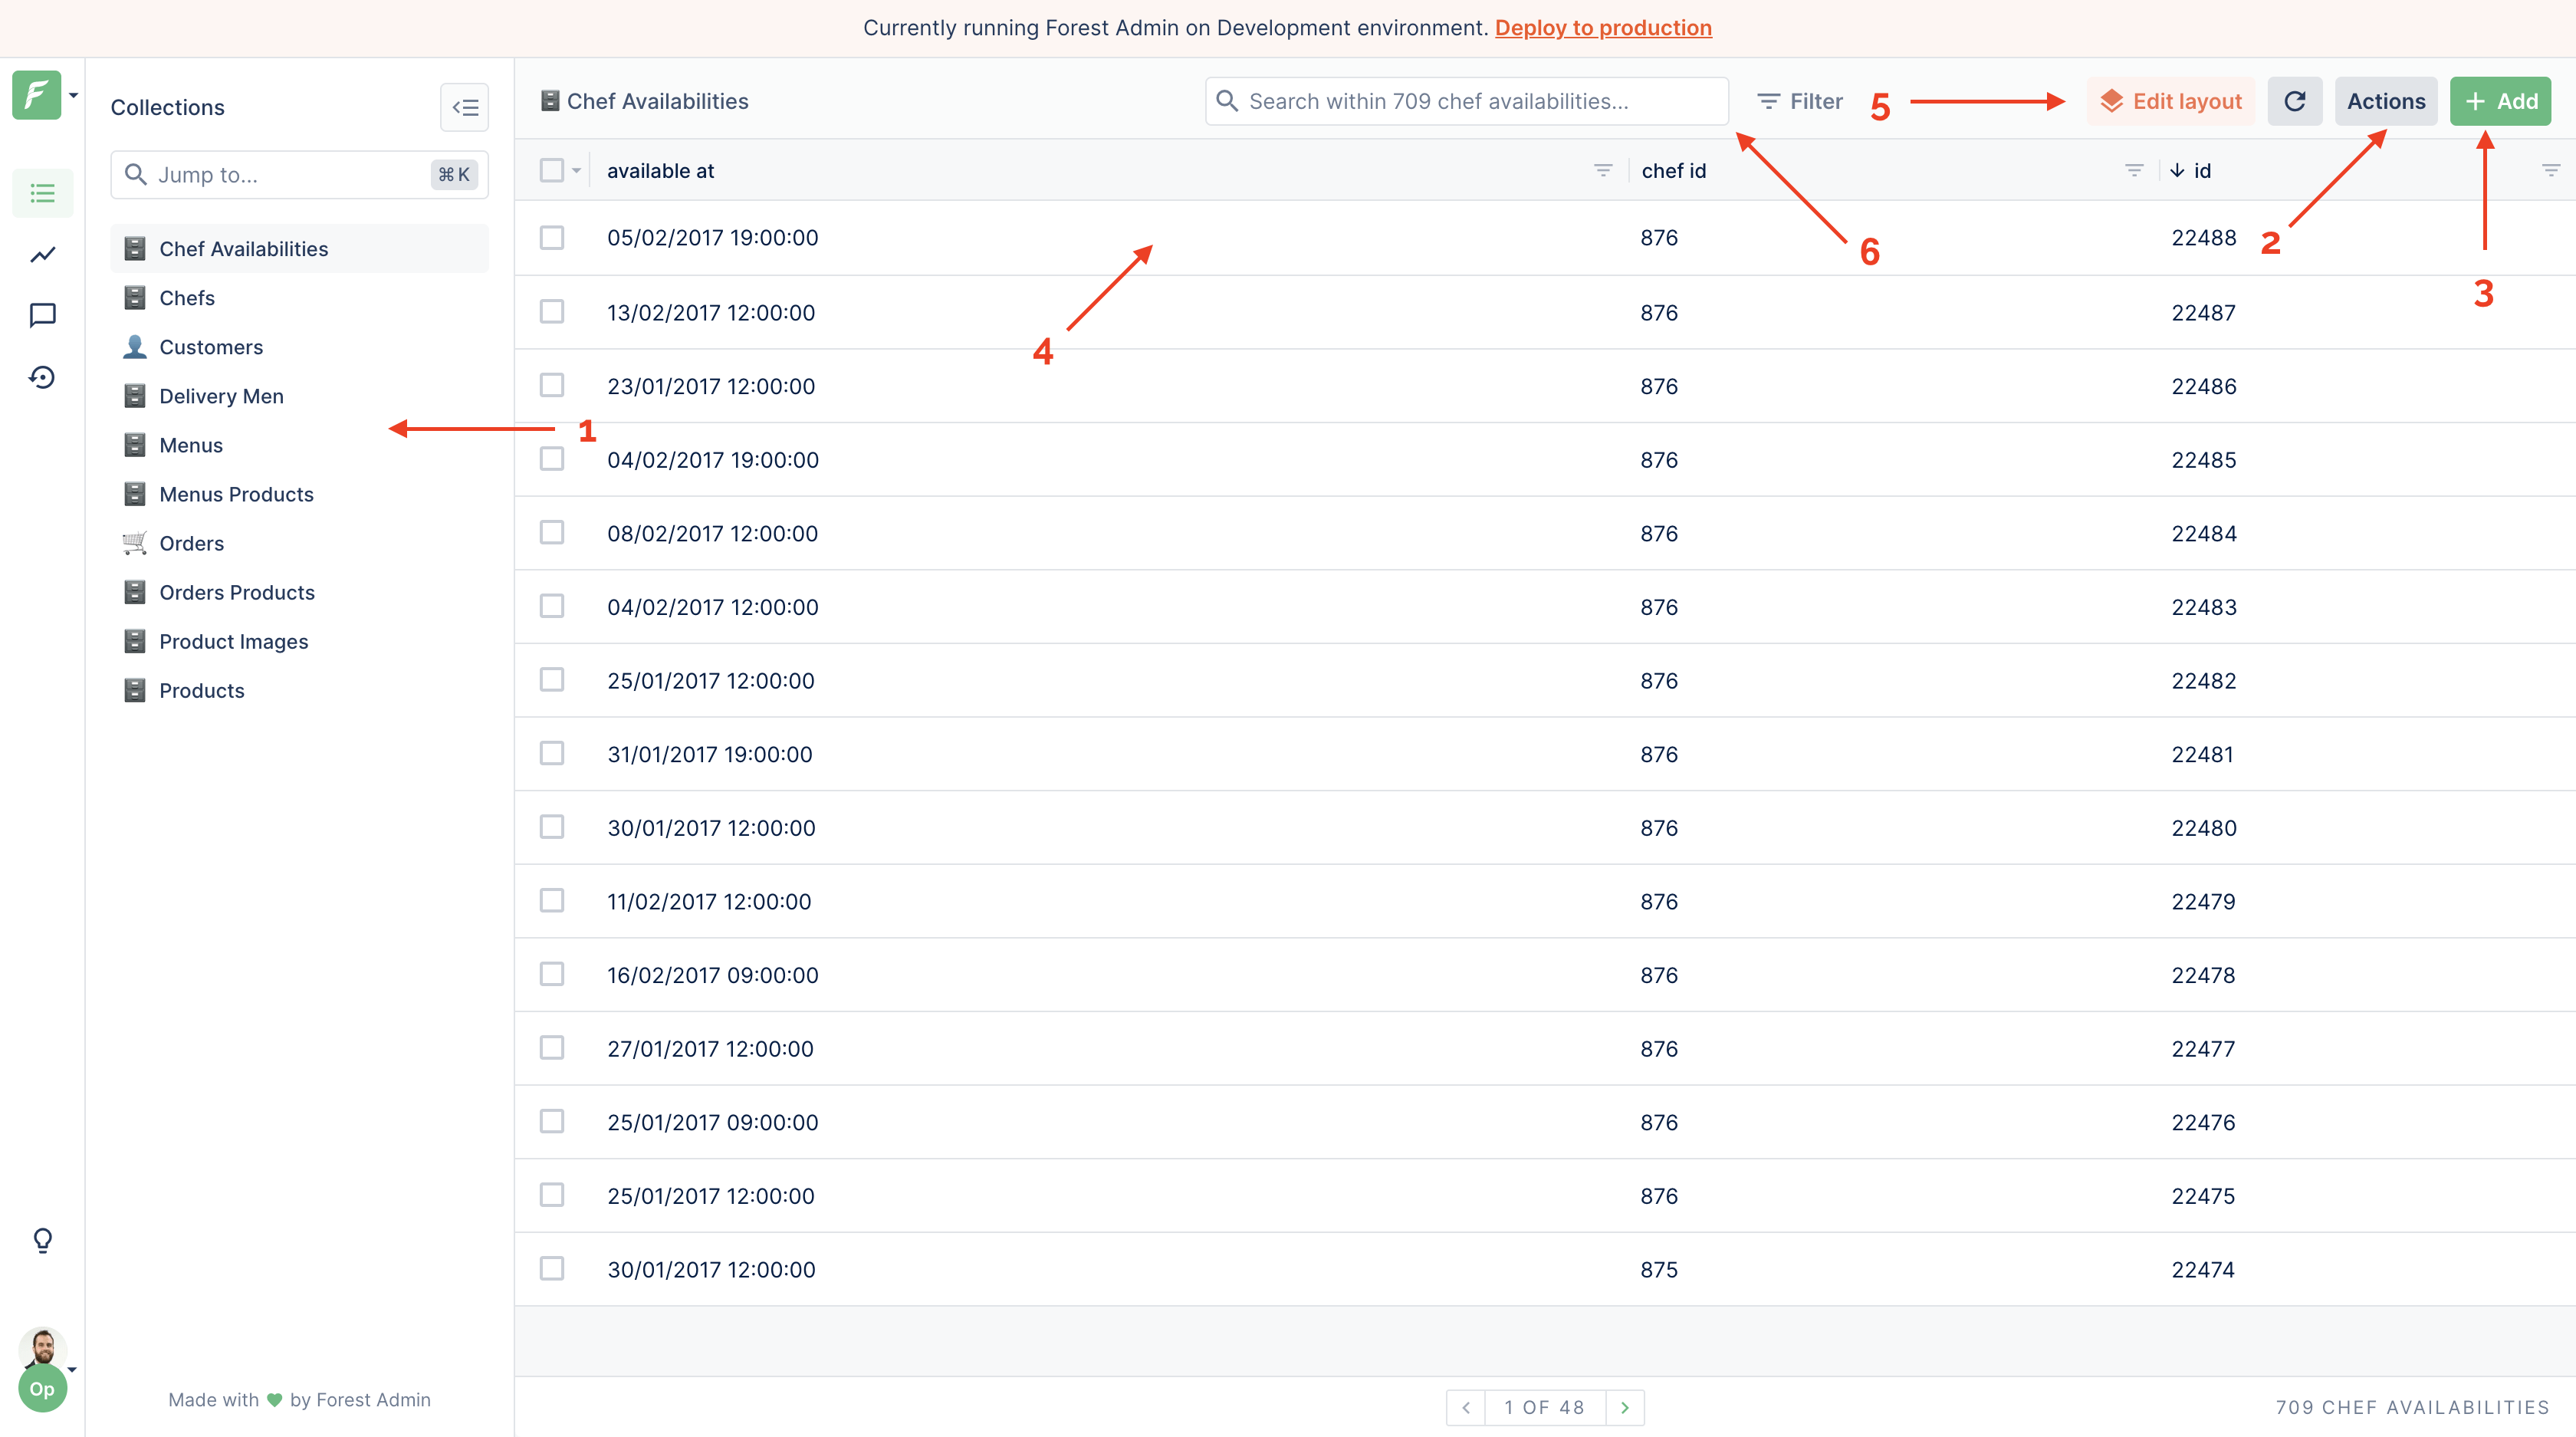 Currently running Forest Admin on Development environment. Deploy to production
Collections
Jump to...
⌘ K
Chef Availabilities
Chefs
Customers
Delivery Men
Menus
Menus Products
Orders
Orders Products
Product Images
Products
Made with 💚 by Forest Admin
Op
Chef Availabilities
Search within 709 chef availabilities...
Filter
5
Edit layout
Actions
+ Add
available at chef id ↓ id
05/02/2017 19:00:00 876 22488
6
2
3
13/02/2017 12:00:00 876 22487
4
23/01/2017 12:00:00 876 22486
1
04/02/2017 19:00:00 876 22485
08/02/2017 12:00:00 876 22484
04/02/2017 12:00:00 876 22483
25/01/2017 12:00:00 876 22482
31/01/2017 19:00:00 876 22481
30/01/2017 12:00:00 876 22480
11/02/2017 12:00:00 876 22479
16/02/2017 09:00:00 876 22478
27/01/2017 12:00:00 876 22477
25/01/2017 09:00:00 876 22476
25/01/2017 12:00:00 876 22475
30/01/2017 12:00:00 875 22474
1 OF 48
709 CHEF AVAILABILITIES